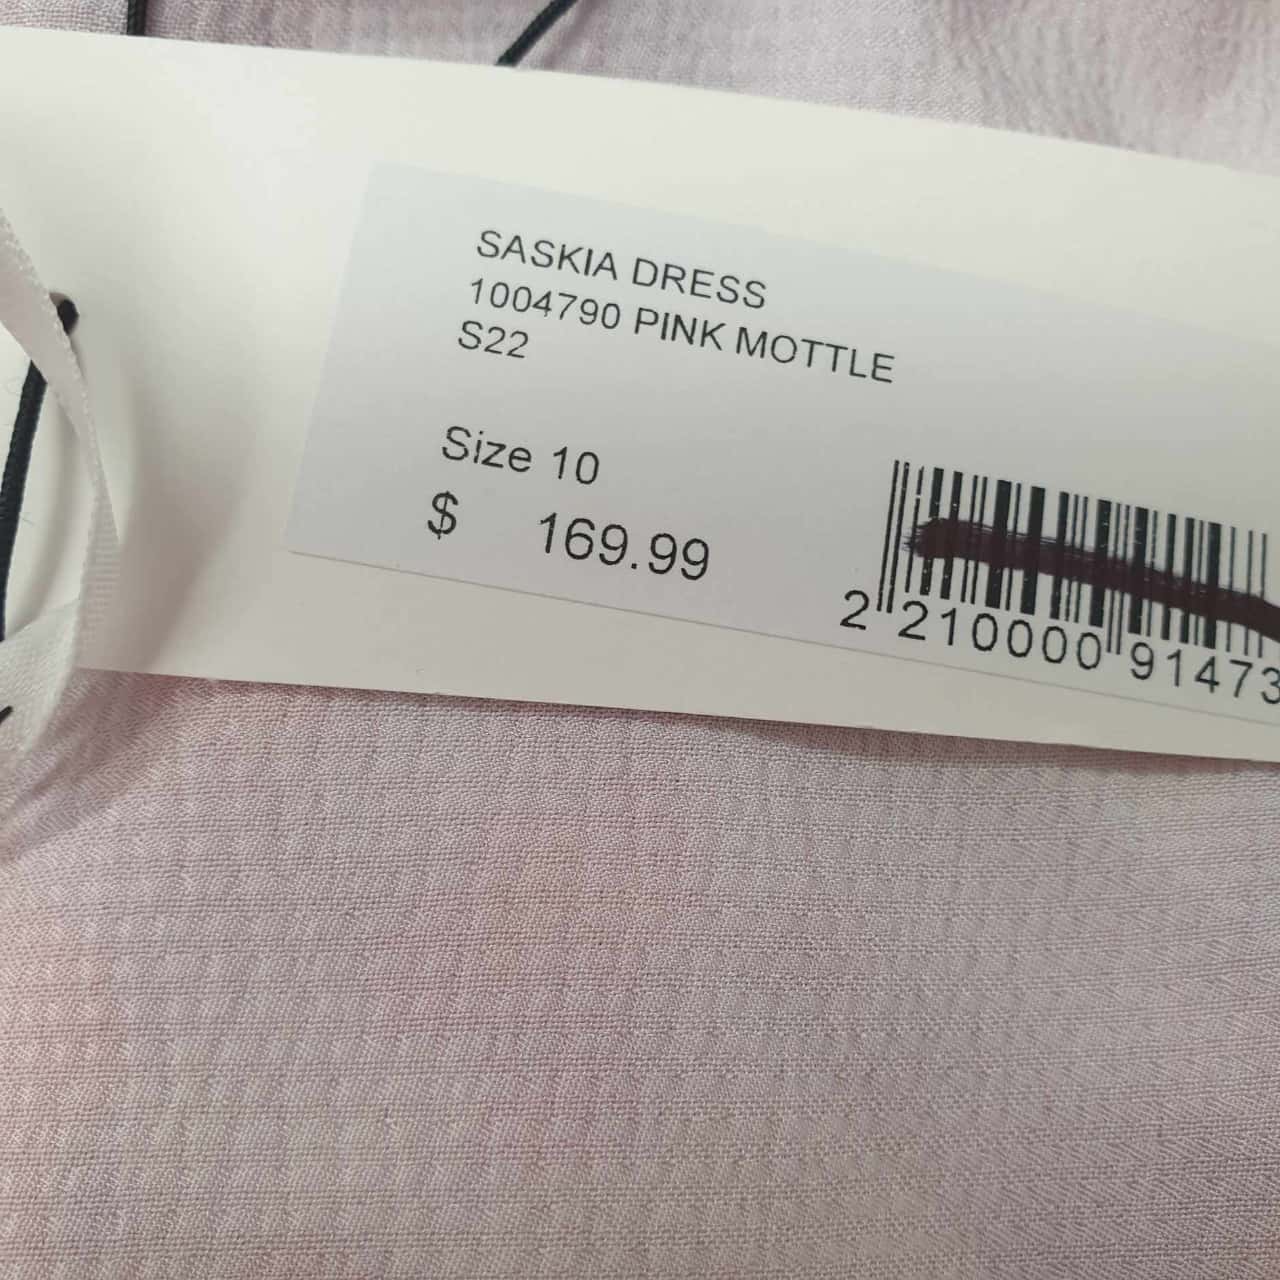 SASKIA DRESS
1004790 PINK MOTTLE
S22
Size 10
$ 169.99
2 210000 91473